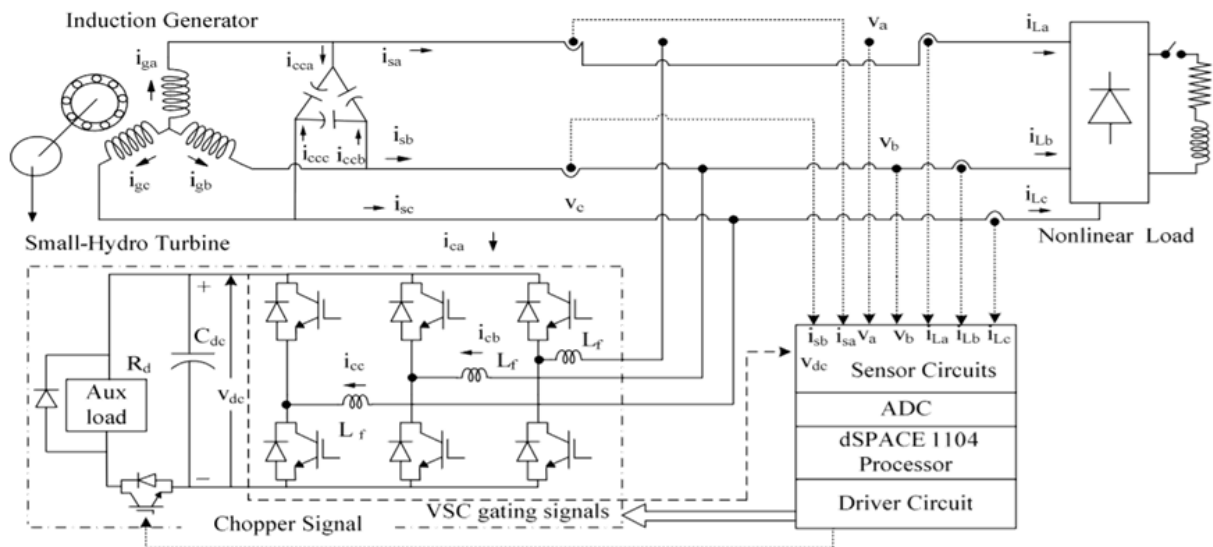 Induction Generator
v_a
i_La
i_ga
i_cca
i_sa
i_sb
v_b
i_Lb
i_ccc
i_ccb
i_gc
i_gb
i_sc
v_c
i_Lc
Small-Hydro Turbine
i_ca
Nonlinear Load
+
C_dc
R_d
Aux
load
v_dc
−
i_cb
L_f
L_f
i_cc
L_f
i_sb i_sa v_a v_b i_La i_Lb i_Lc
v_dc
Sensor Circuits
ADC
dSPACE 1104
Processor
Driver Circuit
Chopper Signal
VSC gating signals